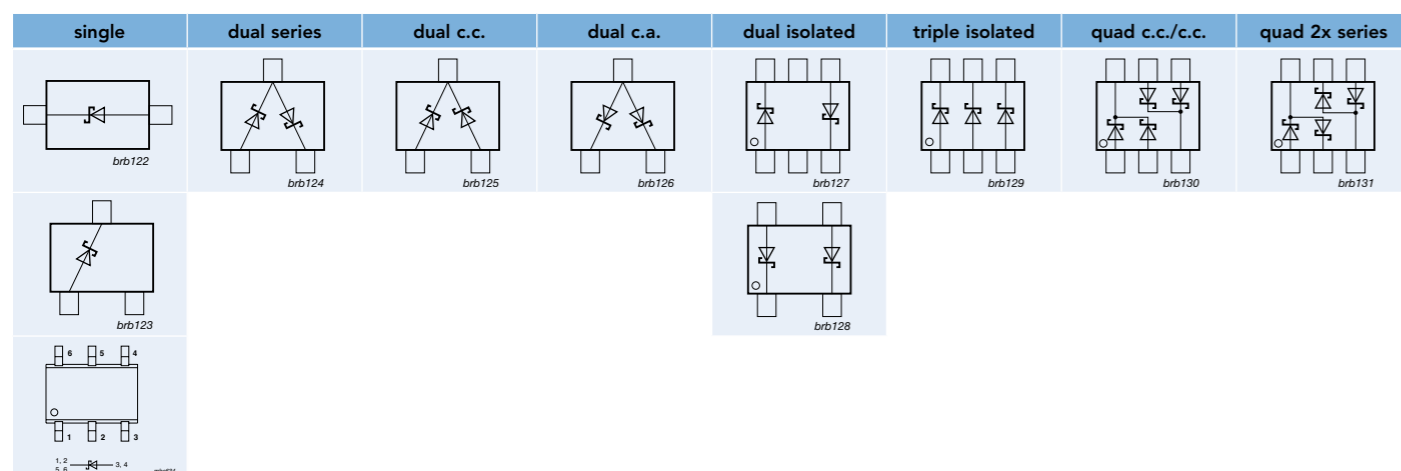 single dual series dual c.c. dual c.a. dual isolated triple isolated quad c.c./c.c. quad 2x series
brb122 brb124 brb125 brb126 brb127 brb129 brb130 brb131
brb123 brb128
6 5 4
1 2 3
1, 2 3, 4
5, 6